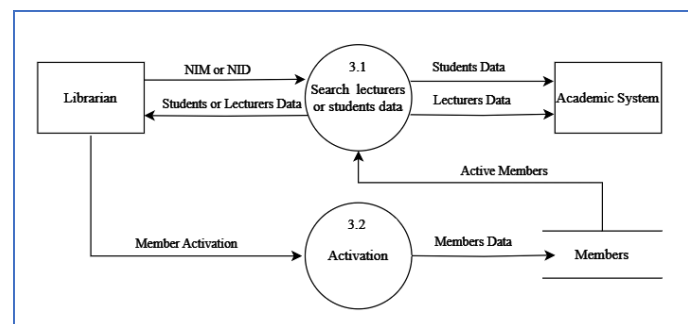 NIM or NID
3.1
Search lecturers
or students data
Students Data
Librarian
Students or Lecturers Data
Lecturers Data
Academic System
Active Members
3.2
Activation
Member Activation
Members Data
Members